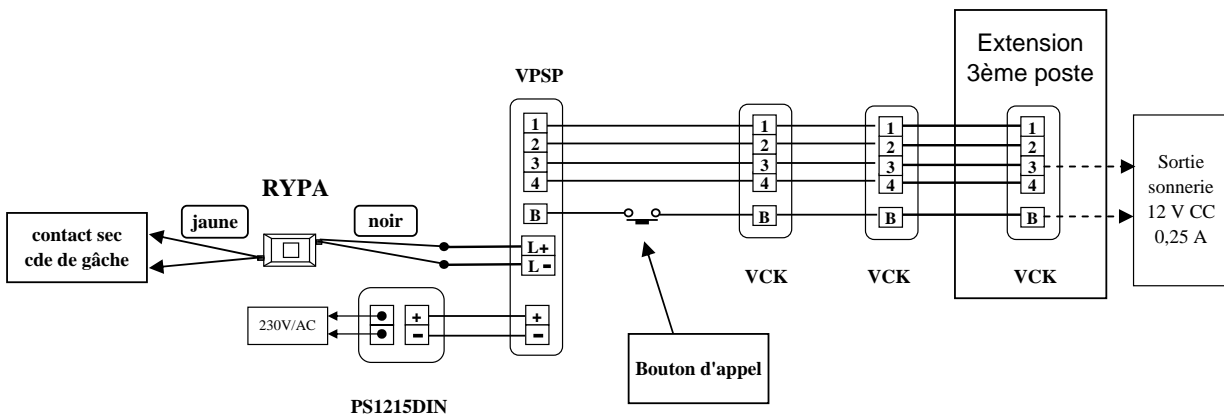 Extension
3ème poste
VPSP
1
2
3
4
B
L+
L-
+
-
1
2
3
4
B
VCK
1
2
3
4
B
VCK
1
2
3
4
B
VCK
Sortie
sonnerie
12 V CC
0,25 A
RYPA
jaune
noir
contact sec
cde de gâche
230V/AC
+
-
PS1215DIN
Bouton d'appel